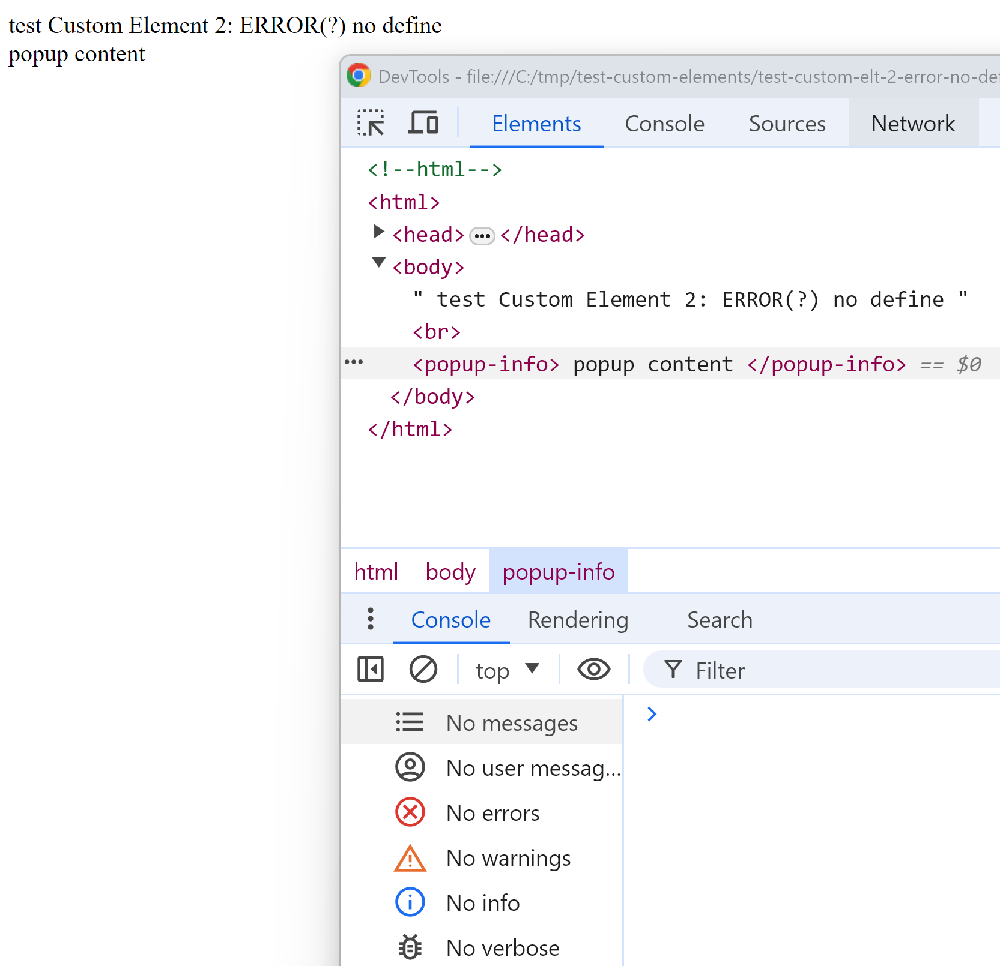 test Custom Element 2: ERROR(?) no define
popup content
DevTools - file:///C:/tmp/test-custom-elements/test-custom-elt-2-error-no-def
Elements Console Sources Network
<!--html-->
<html>
<head> ••• </head>
<body>
" test Custom Element 2: ERROR(?) no define "
<br>
<popup-info> popup content </popup-info> == $0
</body>
</html>
html body popup-info
Console Rendering Search
top Filter
No messages
No user messag...
No errors
No warnings
No info
No verbose